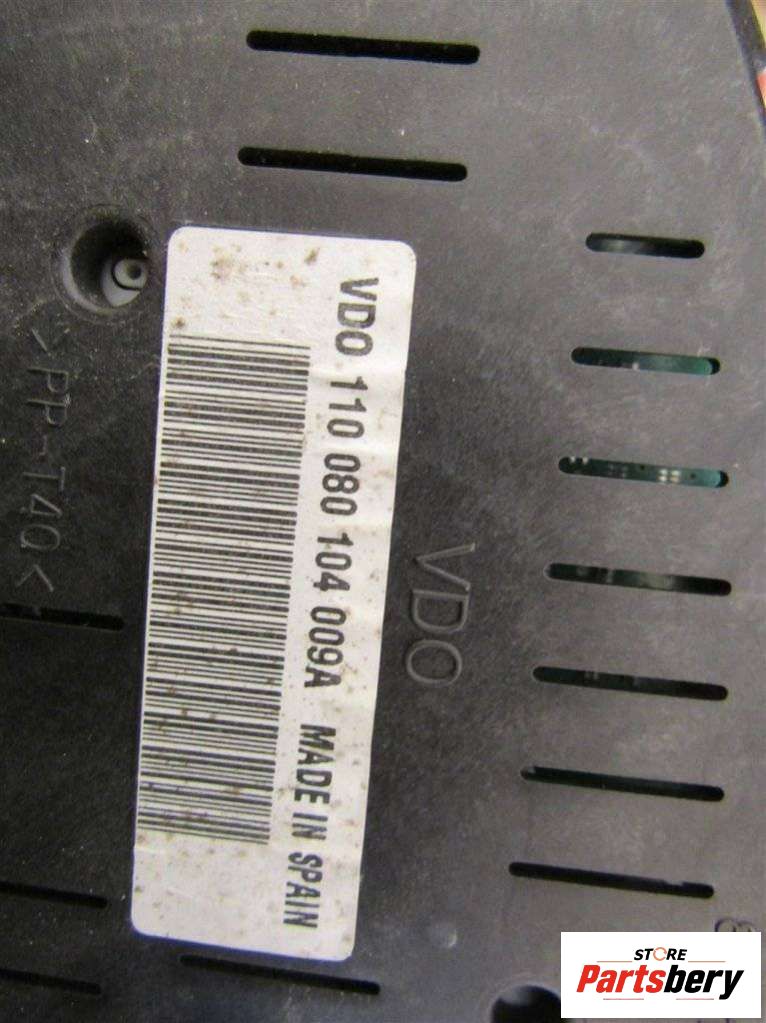 VDO 110 080 104 009A MADE IN SPAIN
VDO
>PP-T40<
STORE
Partsbery